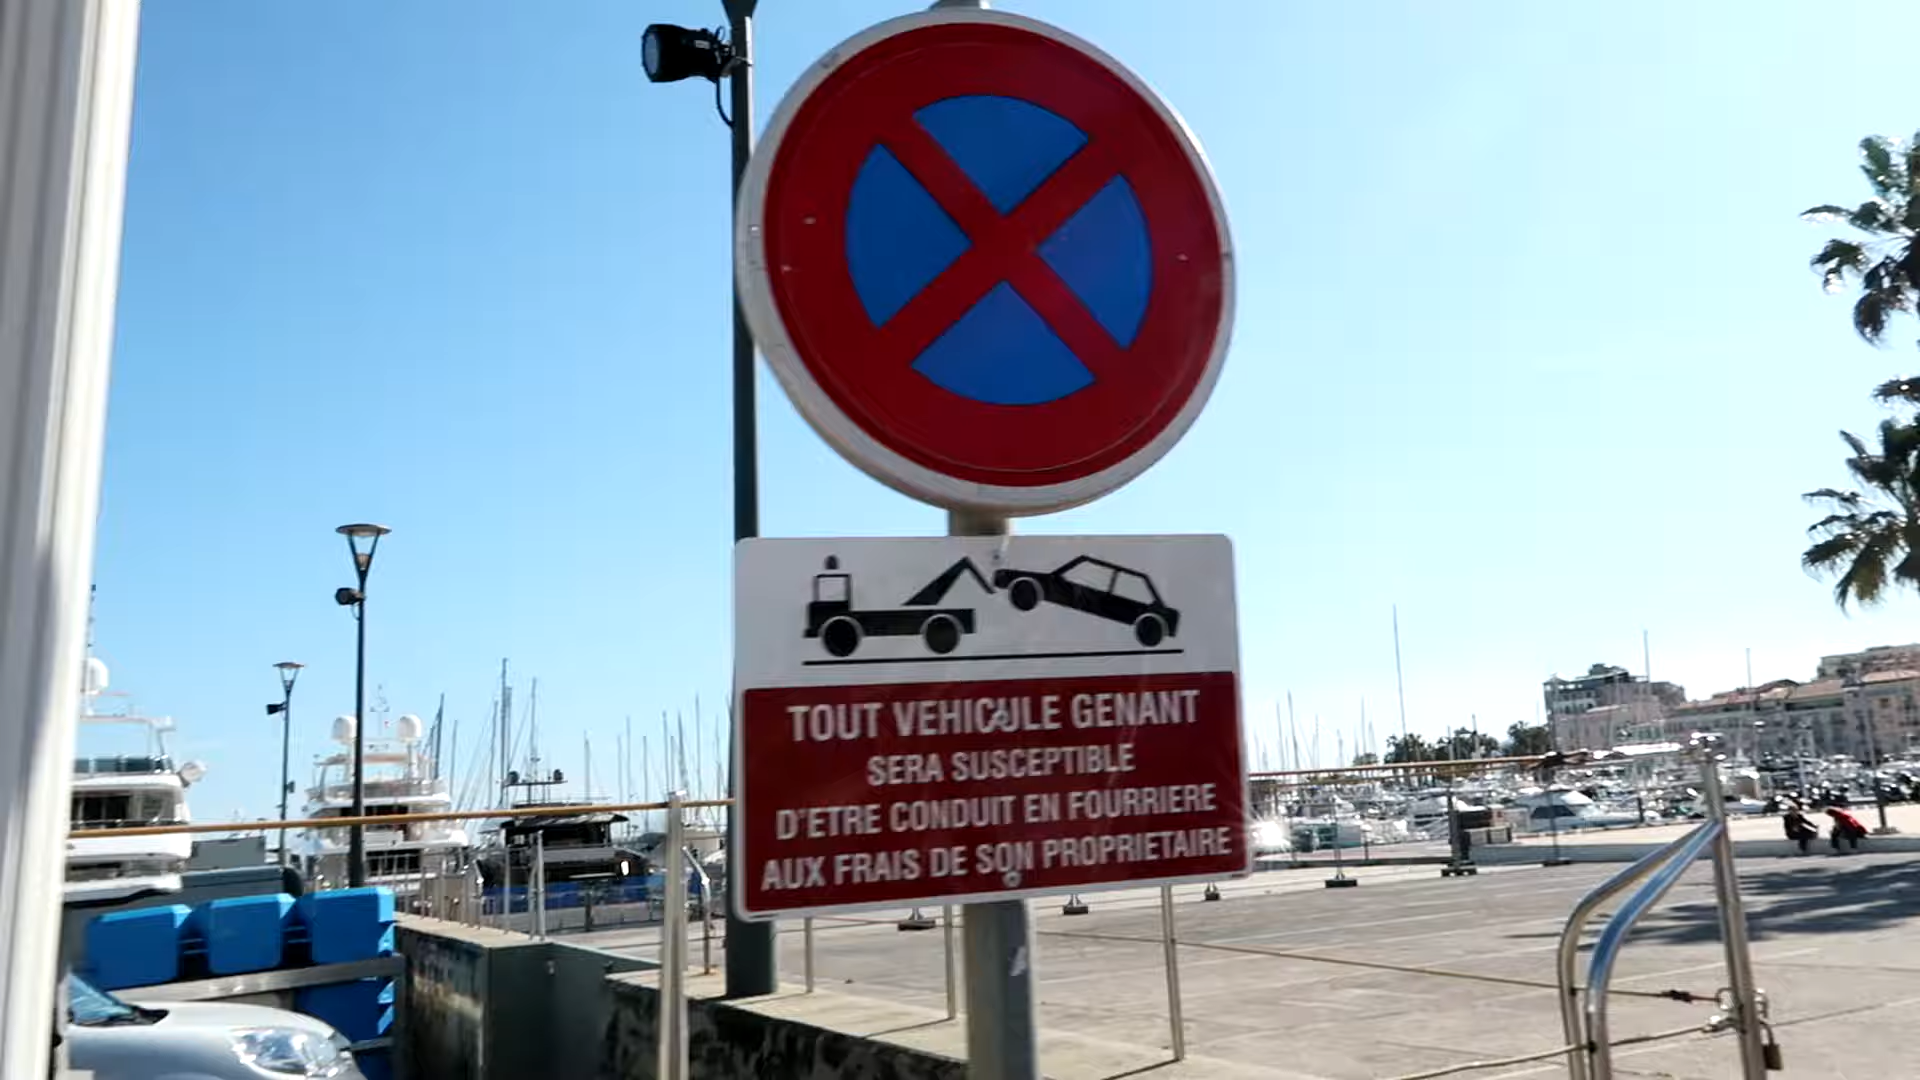 TOUT VEHICULE GENANT
SERA SUSCEPTIBLE
D'ETRE CONDUIT EN FOURRIERE
AUX FRAIS DE SON PROPRIETAIRE